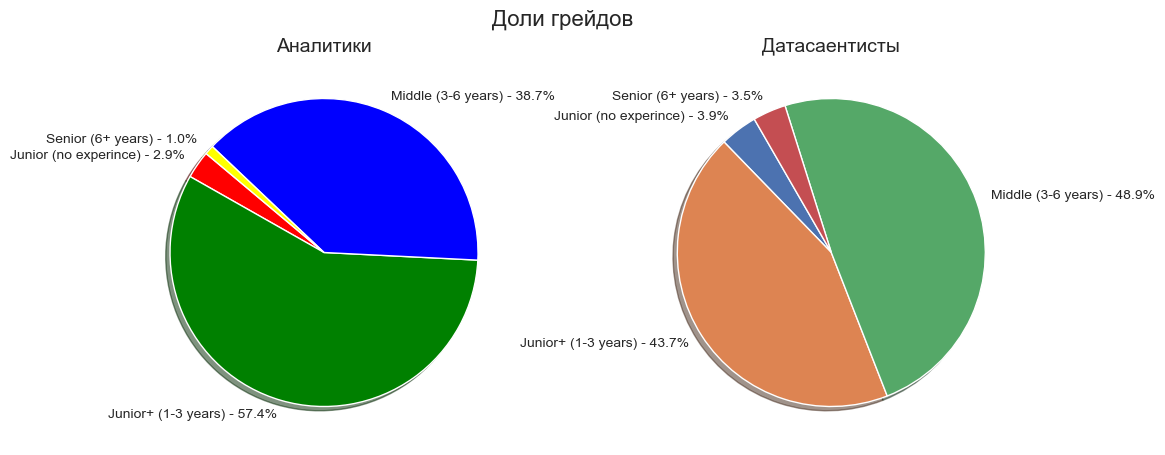 Доли грейдов
Аналитики
Middle (3-6 years) - 38.7%
Senior (6+ years) - 1.0%
Junior (no experince) - 2.9%
Junior+ (1-3 years) - 57.4%
Датасаентисты
Senior (6+ years) - 3.5%
Junior (no experince) - 3.9%
Middle (3-6 years) - 48.9%
Junior+ (1-3 years) - 43.7%